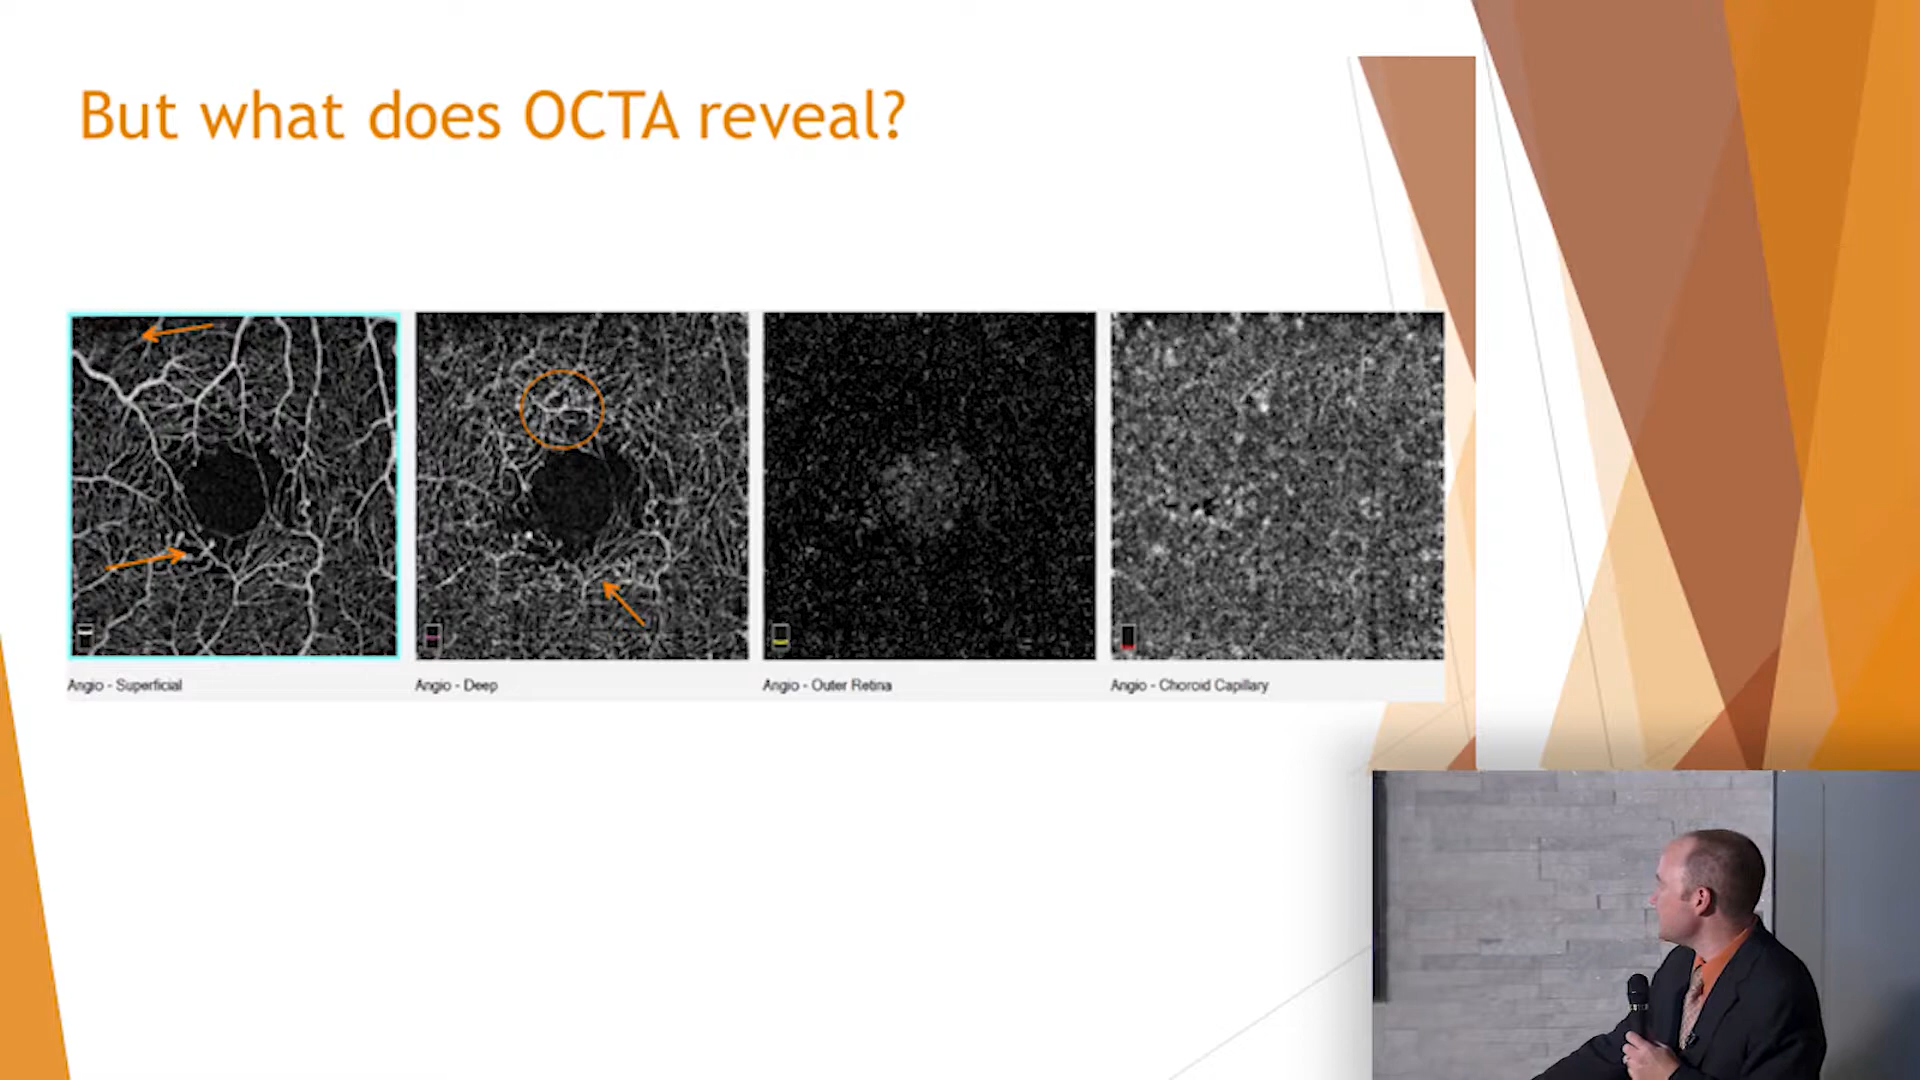 But what does OCTA reveal?
Angio - Superficial
Angio - Deep
Angio - Outer Retina
Angio - Choroid Capillary